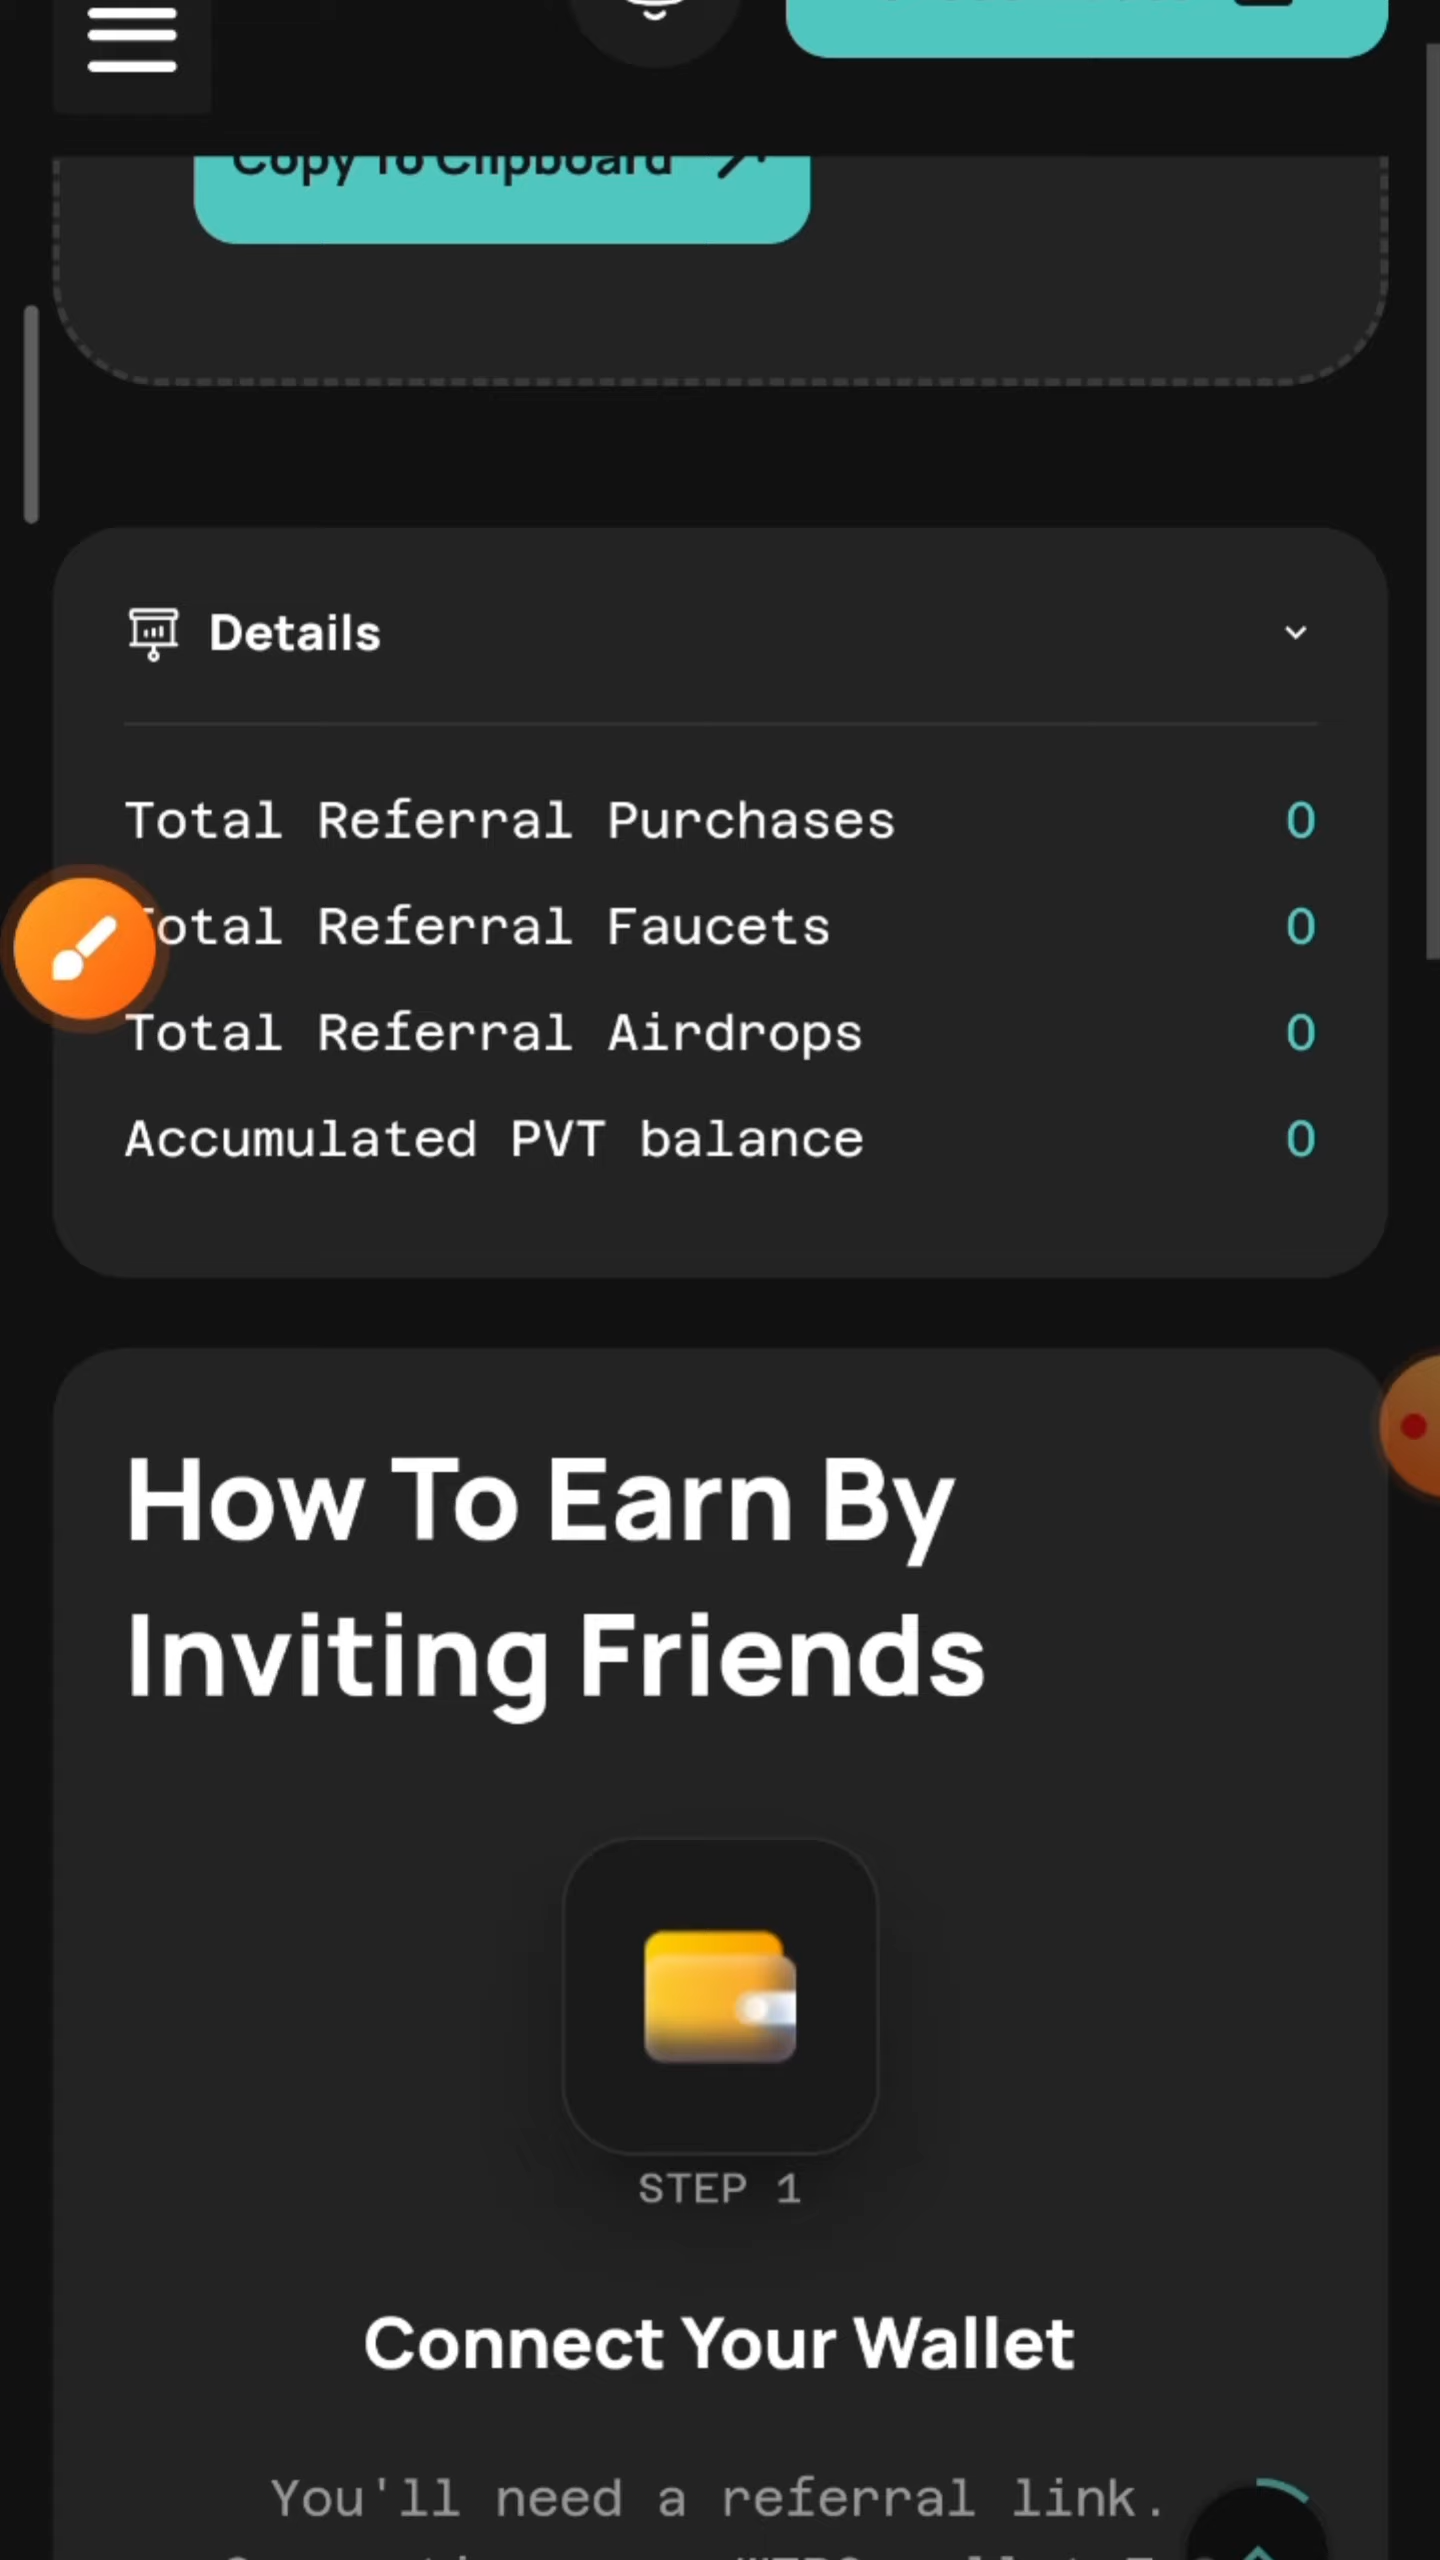 Copy To Clipboard
Details
Total Referral Purchases 0
Total Referral Faucets 0
Total Referral Airdrops 0
Accumulated PVT balance 0
How To Earn By
Inviting Friends
STEP 1
Connect Your Wallet
You'll need a referral link.